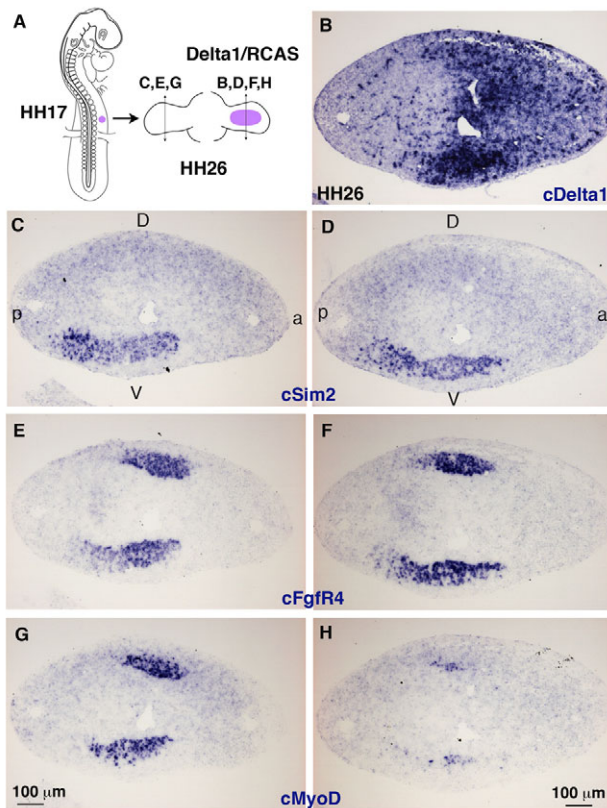 A
Delta1/RCAS
C,E,G B,D,F,H
HH17
HH26
B
HH26
cDelta1
C
D
p
a
V
D
D
p
a
V
cSim2
E
F
cFgfR4
G
H
100 µm
cMyoD
100 µm